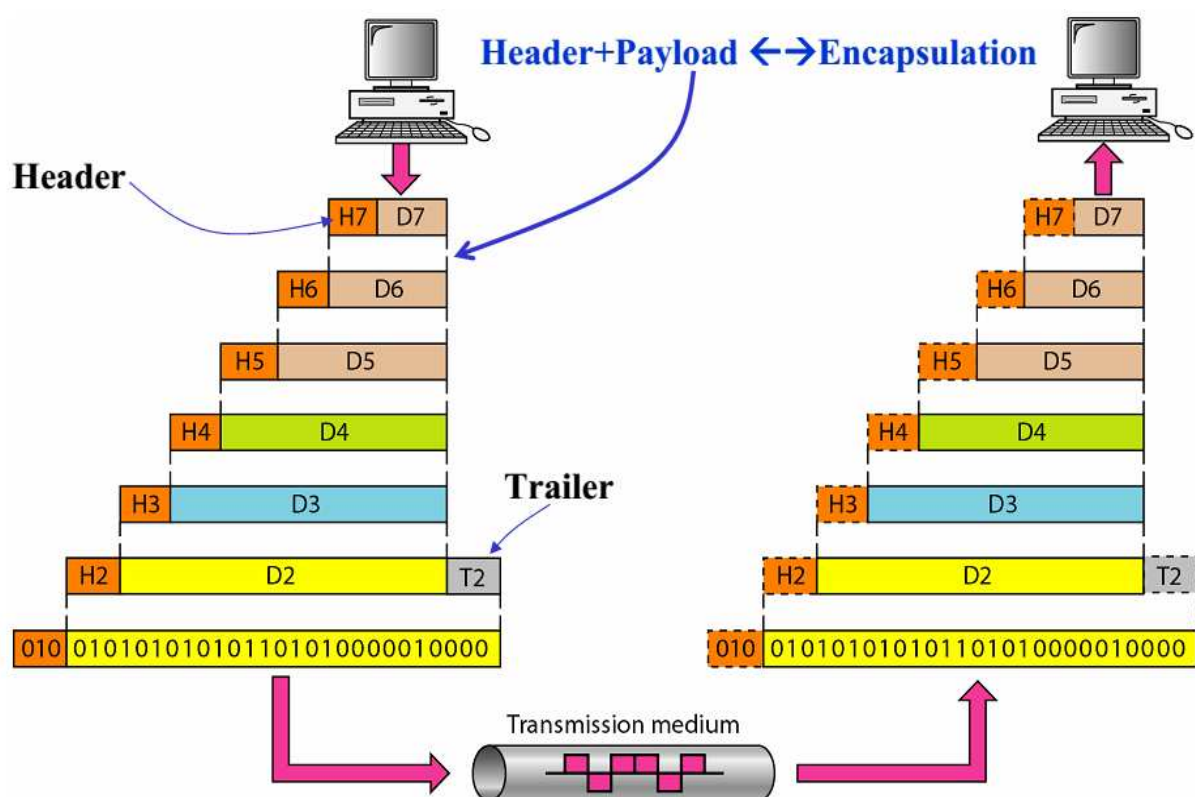 Header+Payload ←→Encapsulation
Header
H7 D7 H7 D7
H6 D6 H6 D6
H5 D5 H5 D5
H4 D4 H4 D4
Trailer
H3 D3 H3 D3
H2 D2 T2 H2 D2 T2
010 010101010101101010000010000 010 010101010101101010000010000
Transmission medium